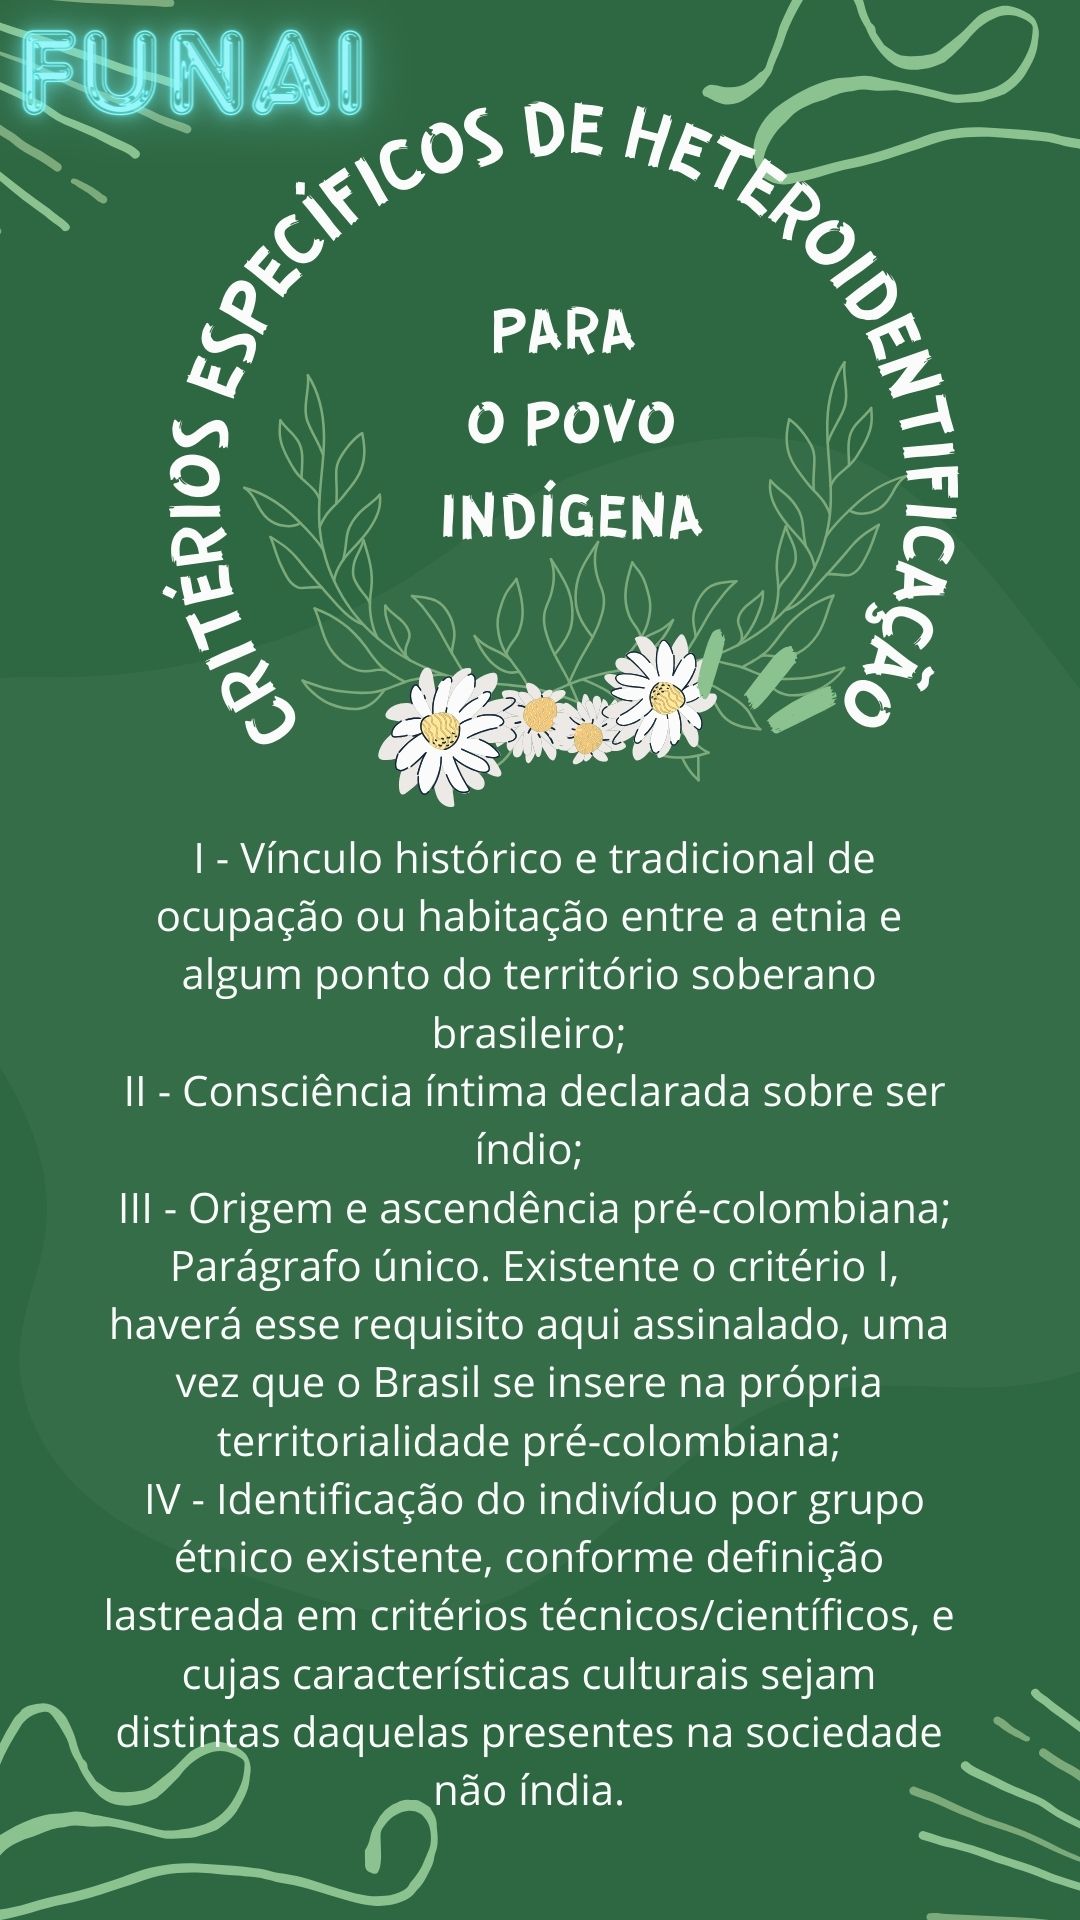 FUNAI
CRITÉRIOS ESPECÍFICOS DE HETEROIDENTIFICAÇÃO
PARA
O POVO
INDÍGENA
I - Vínculo histórico e tradicional de
ocupação ou habitação entre a etnia e
algum ponto do território soberano
brasileiro;
II - Consciência íntima declarada sobre ser
índio;
III - Origem e ascendência pré-colombiana;
Parágrafo único. Existente o critério I,
haverá esse requisito aqui assinalado, uma
vez que o Brasil se insere na própria
territorialidade pré-colombiana;
IV - Identificação do indivíduo por grupo
étnico existente, conforme definição
lastreada em critérios técnicos/científicos, e
cujas características culturais sejam
distintas daquelas presentes na sociedade
não índia.